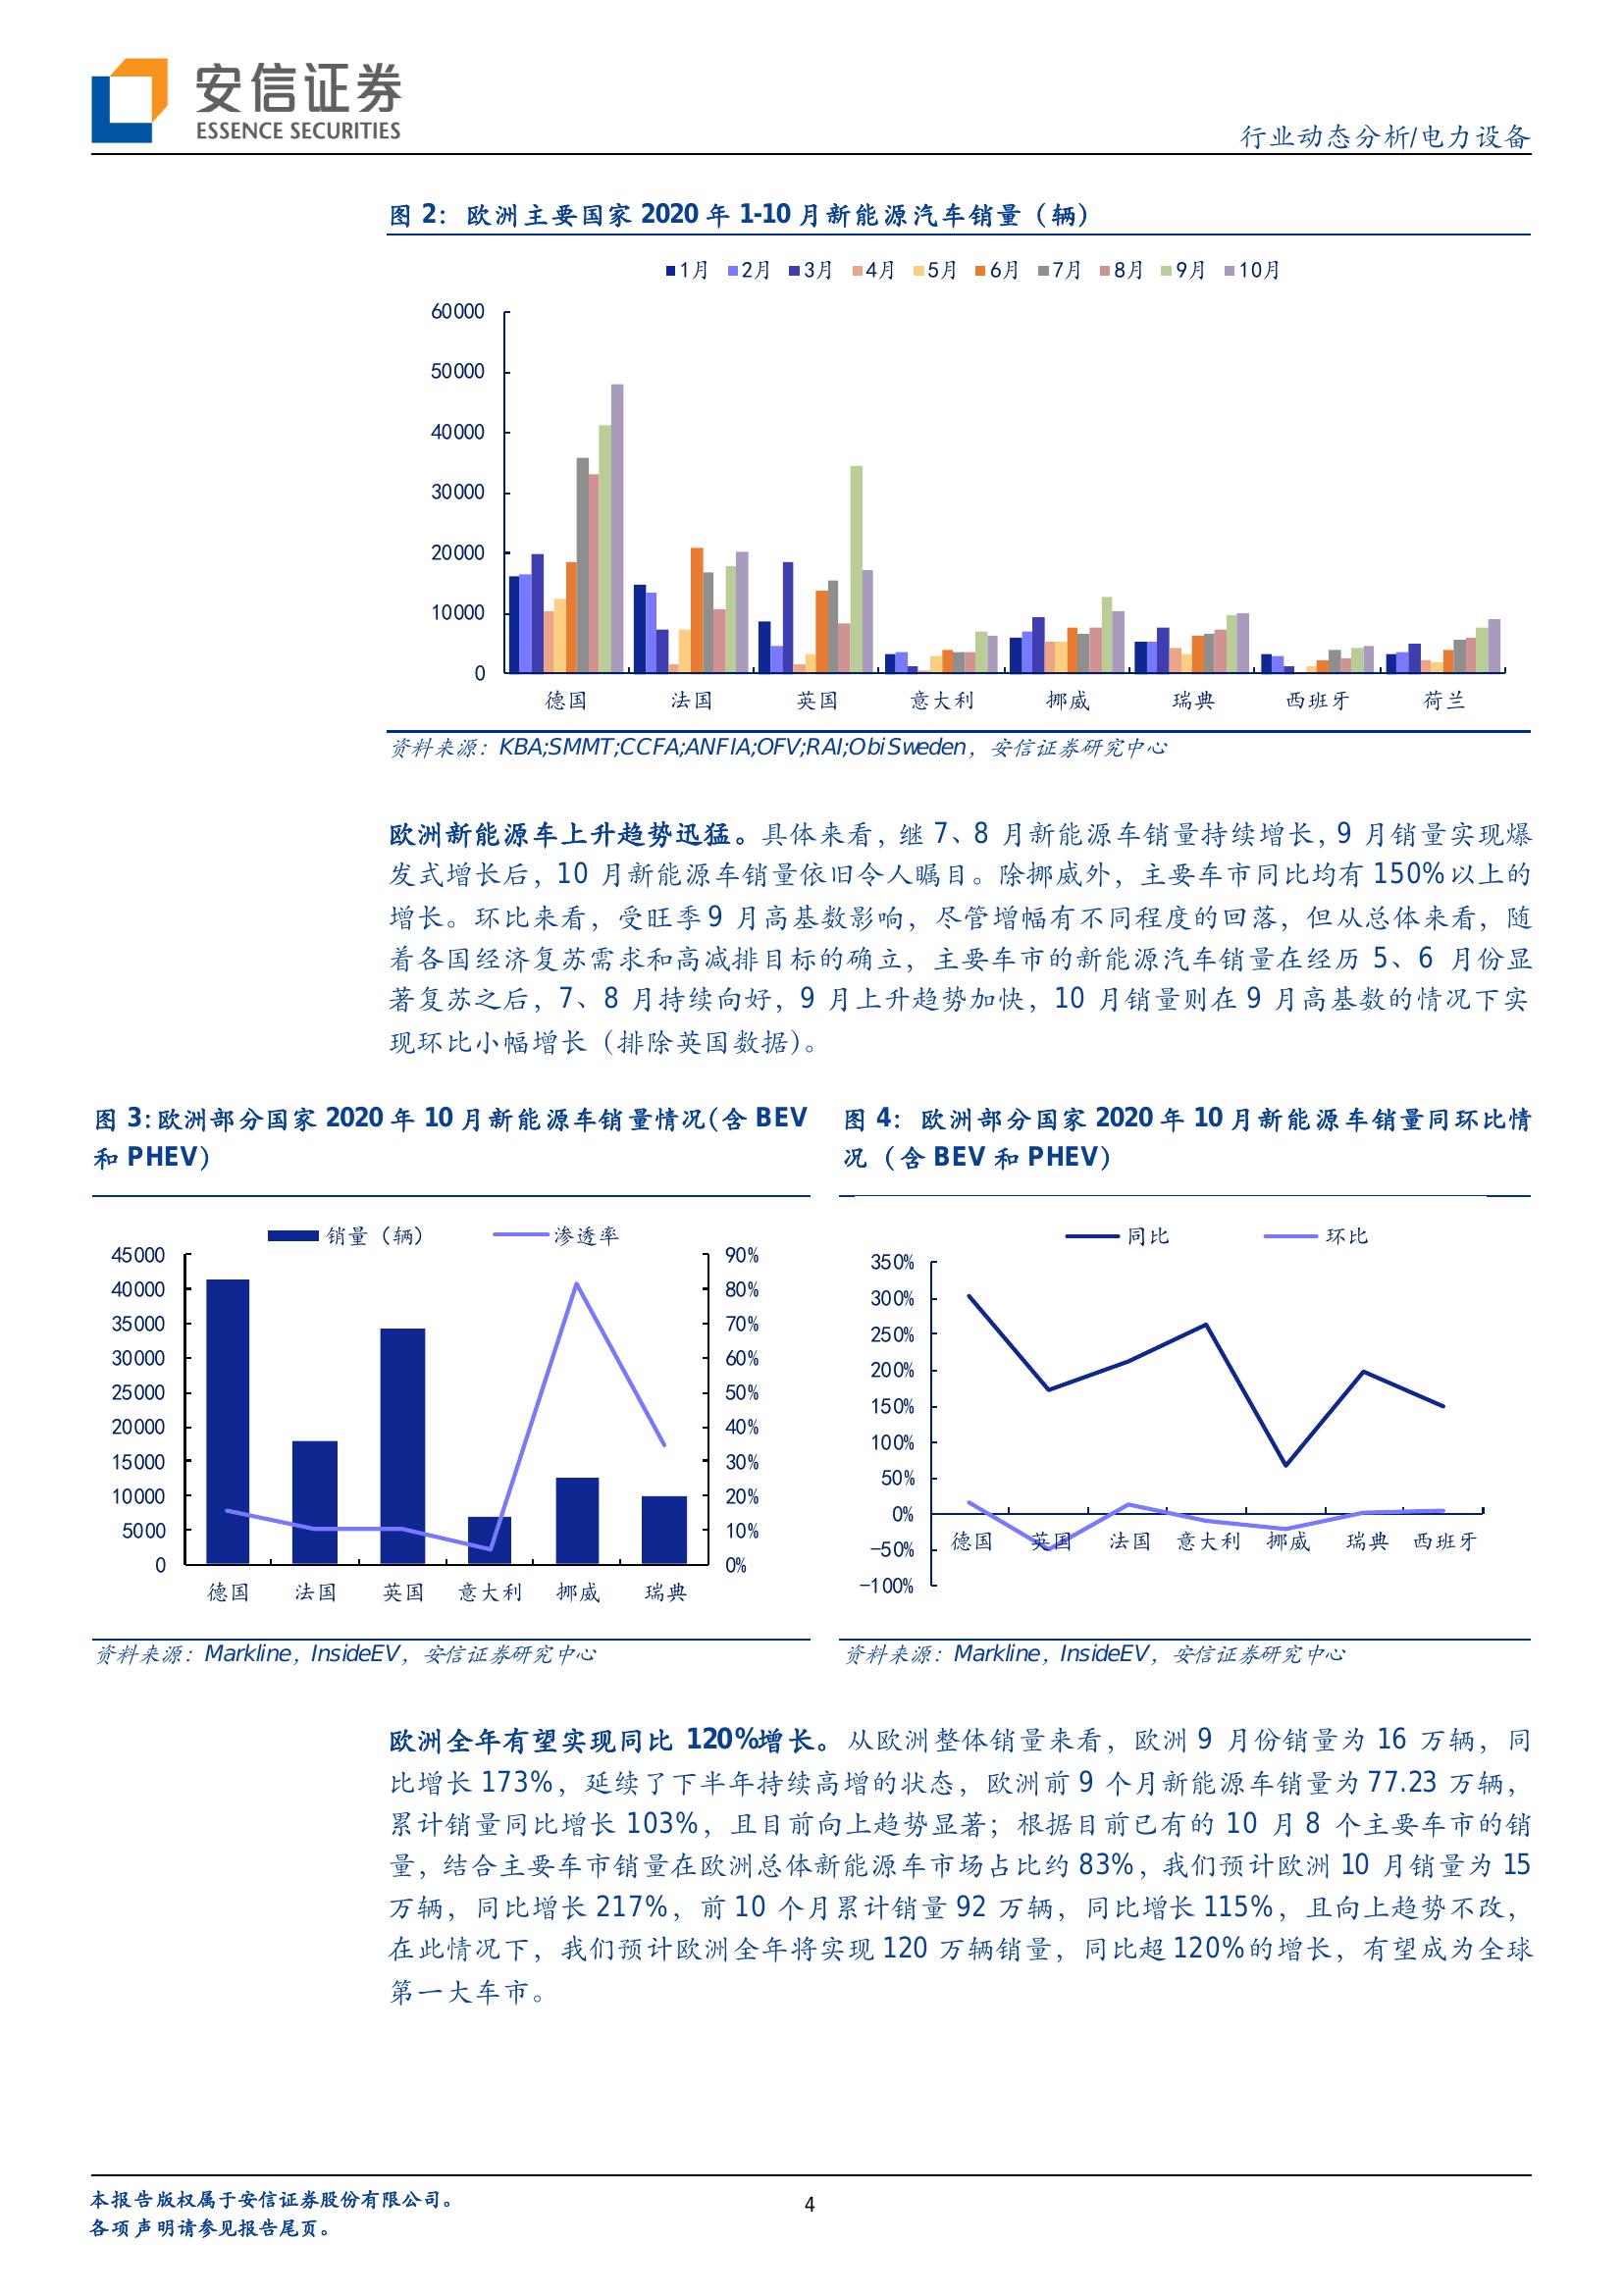 安信证券
ESSENCE SECURITIES
行业动态分析/电力设备
图 2：欧洲主要国家 2020 年 1-10 月新能源汽车销量（辆）
1月 2月 3月 4月 5月 6月 7月 8月 9月 10月
60000
50000
40000
30000
20000
10000
0
德国 法国 英国 意大利 挪威 瑞典 西班牙 荷兰
资料来源：KBA;SMMT;CCFA;ANFIA;OFV;RAI;ObiSweden，安信证券研究中心
欧洲新能源车上升趋势迅猛。具体来看，继 7、8 月新能源车销量持续增长，9 月销量实现爆
发式增长后，10 月新能源车销量依旧令人瞩目。除挪威外，主要车市同比均有 150%以上的
增长。环比来看，受旺季 9 月高基数影响，尽管增幅有不同程度的回落，但从总体来看，随
着各国经济复苏需求和高减排目标的确立，主要车市的新能源汽车销量在经历 5、6 月份显
著复苏之后，7、8 月持续向好，9 月上升趋势加快，10 月销量则在 9 月高基数的情况下实
现环比小幅增长（排除英国数据）。
图 3:欧洲部分国家 2020 年 10 月新能源车销量情况(含 BEV
和 PHEV）
销量（辆） 渗透率
45000
40000
35000
30000
25000
20000
15000
10000
5000
0
90%
80%
70%
60%
50%
40%
30%
20%
10%
0%
德国 法国 英国 意大利 挪威 瑞典
资料来源：Markline，InsideEV，安信证券研究中心
图 4：欧洲部分国家 2020 年 10 月新能源车销量同环比情
况（含 BEV 和 PHEV）
同比 环比
350%
300%
250%
200%
150%
100%
50%
0%
-50%
-100%
德国 英国 法国 意大利 挪威 瑞典 西班牙
资料来源：Markline，InsideEV，安信证券研究中心
欧洲全年有望实现同比 120%增长。从欧洲整体销量来看，欧洲 9 月份销量为 16 万辆，同
比增长 173%，延续了下半年持续高增的状态，欧洲前 9 个月新能源车销量为 77.23 万辆，
累计销量同比增长 103%，且目前向上趋势显著；根据目前已有的 10 月 8 个主要车市的销
量，结合主要车市销量在欧洲总体新能源车市场占比约 83%，我们预计欧洲 10 月销量为 15
万辆，同比增长 217%，前 10 个月累计销量 92 万辆，同比增长 115%，且向上趋势不改，
在此情况下，我们预计欧洲全年将实现 120 万辆销量，同比超 120%的增长，有望成为全球
第一大车市。
本报告版权属于安信证券股份有限公司。
各项声明请参见报告尾页。
4